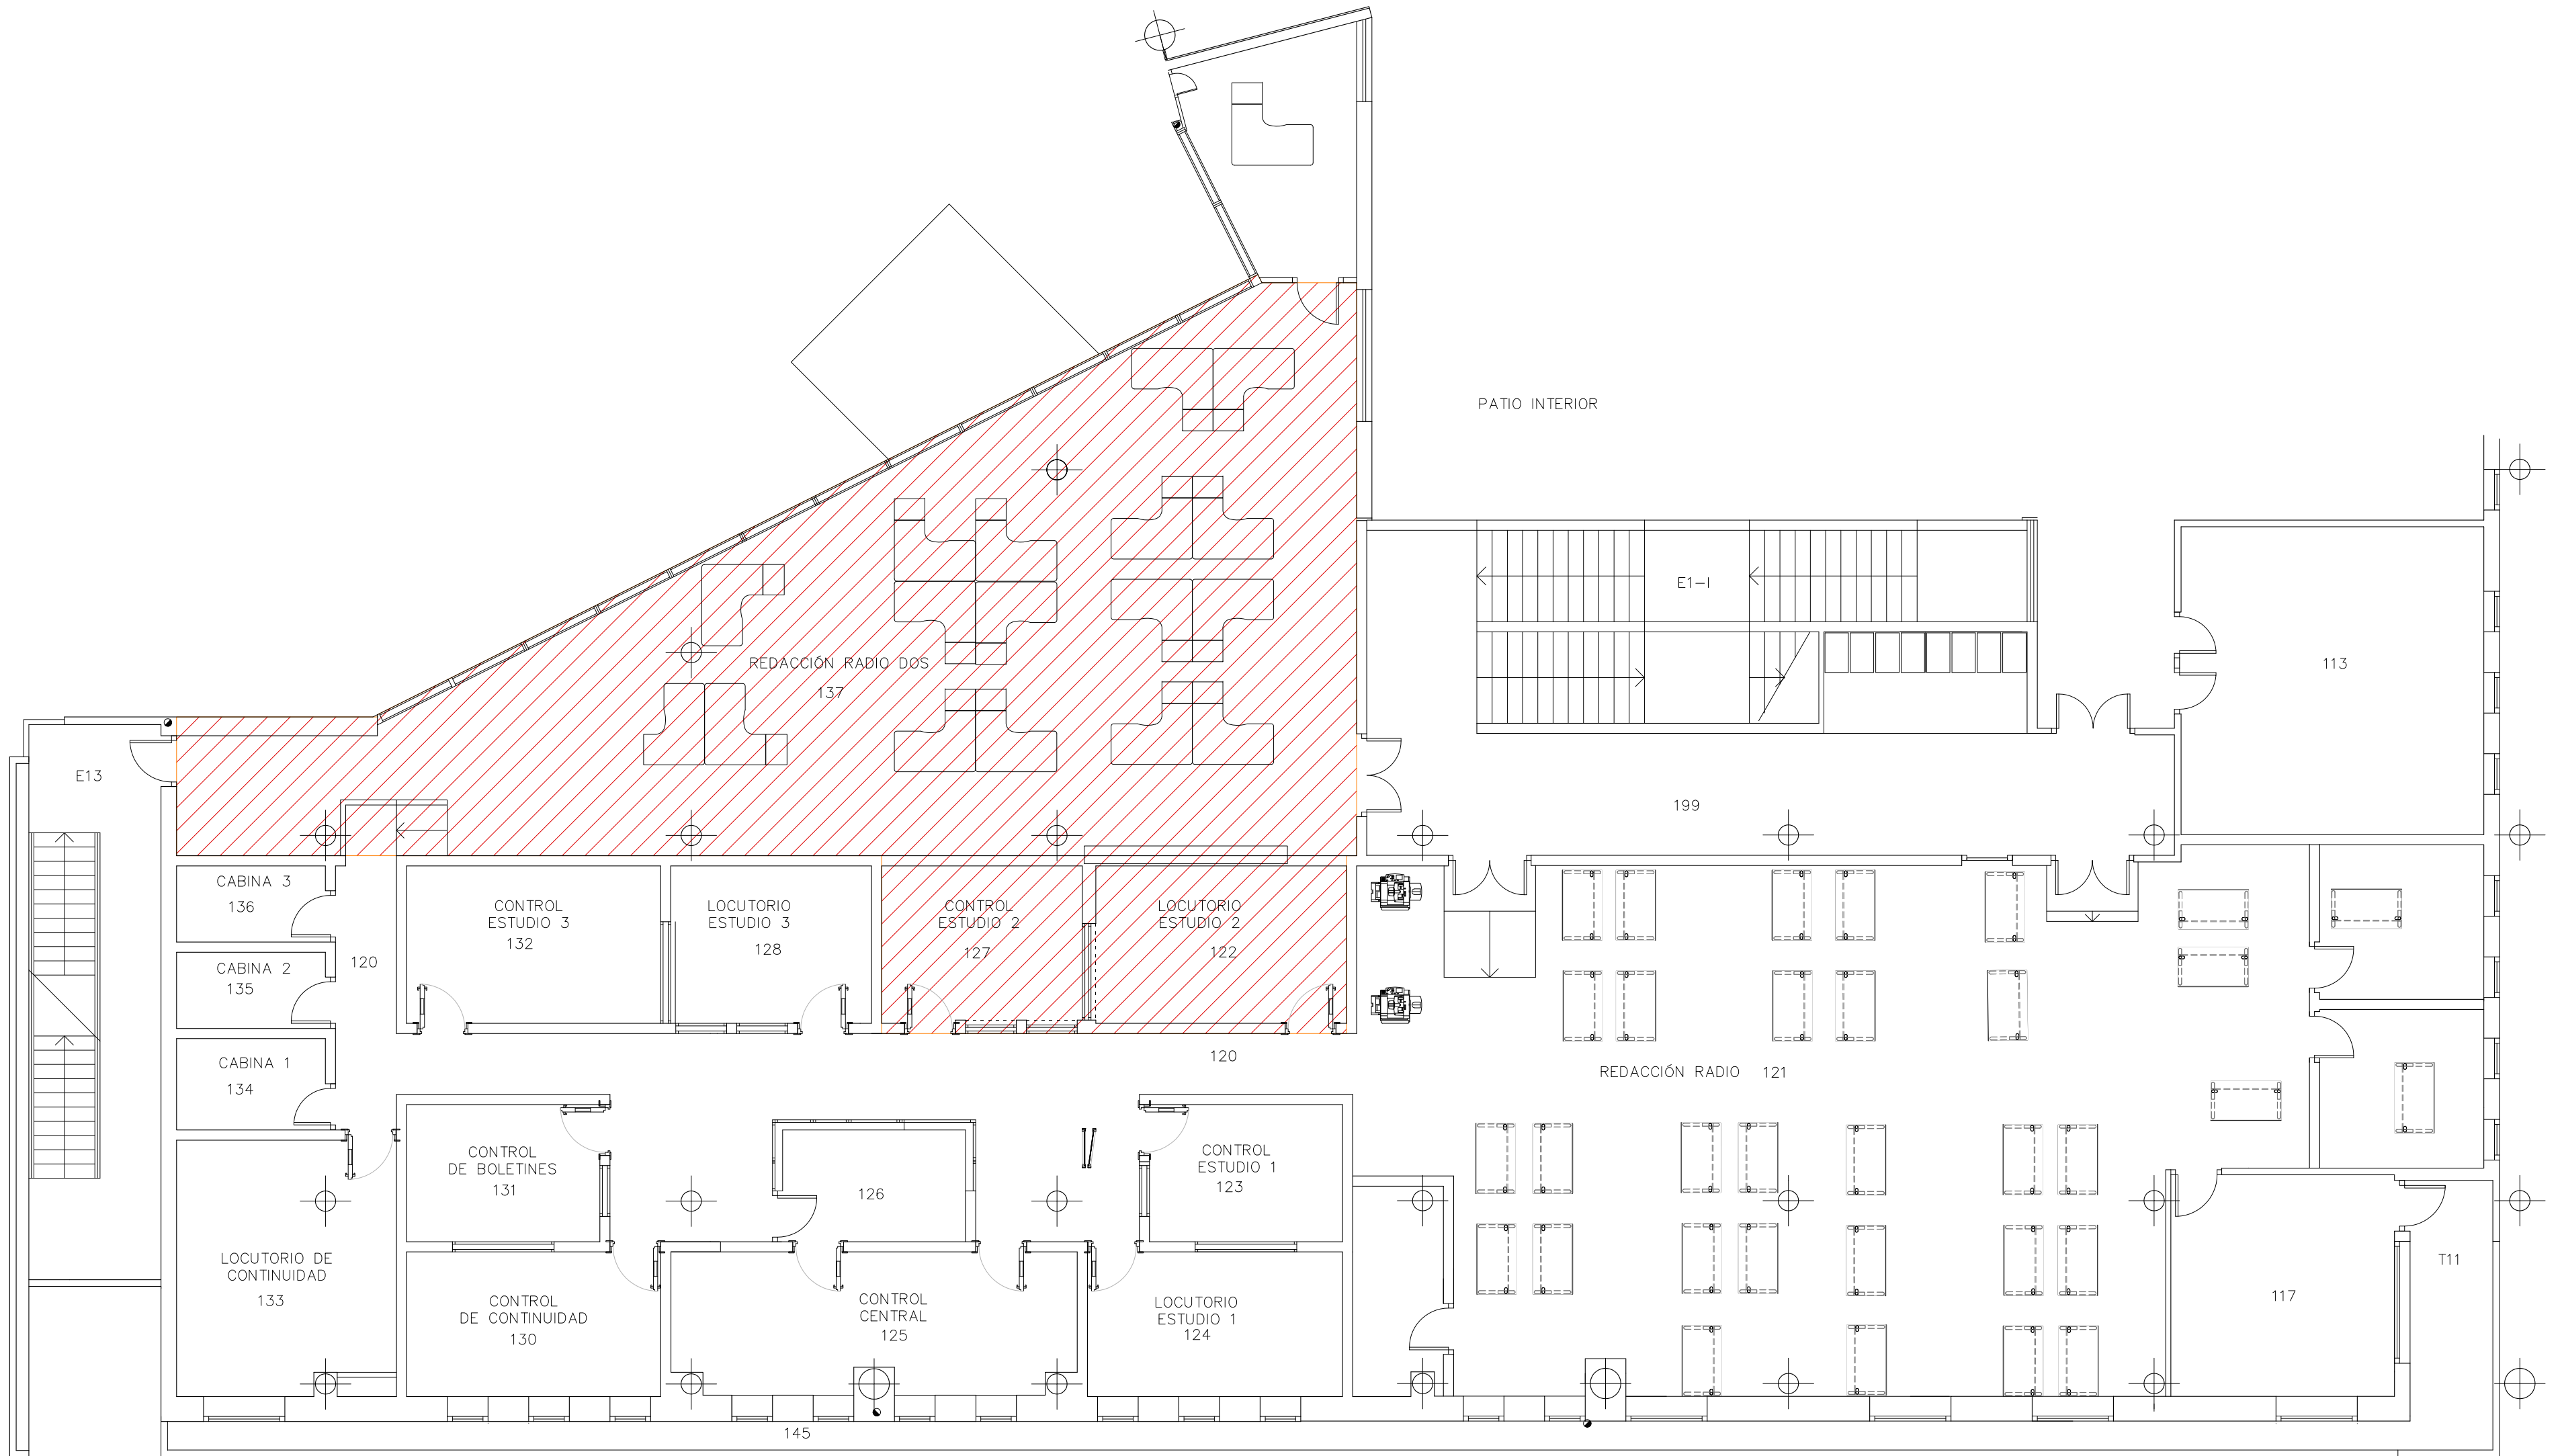 PATIO INTERIOR
E1-I
113
REDACCIÓN RADIO DOS
137
E13
199
CABINA 3
136
CONTROL
ESTUDIO 3
132
LOCUTORIO
ESTUDIO 3
128
CONTROL
ESTUDIO 2
127
LOCUTORIO
ESTUDIO 2
122
120
CABINA 2
135
120
CABINA 1
134
REDACCIÓN RADIO 121
CONTROL
DE BOLETINES
131
126
CONTROL
ESTUDIO 1
123
LOCUTORIO DE
CONTINUIDAD
133
CONTROL
DE CONTINUIDAD
130
CONTROL
CENTRAL
125
LOCUTORIO
ESTUDIO 1
124
117
T11
145